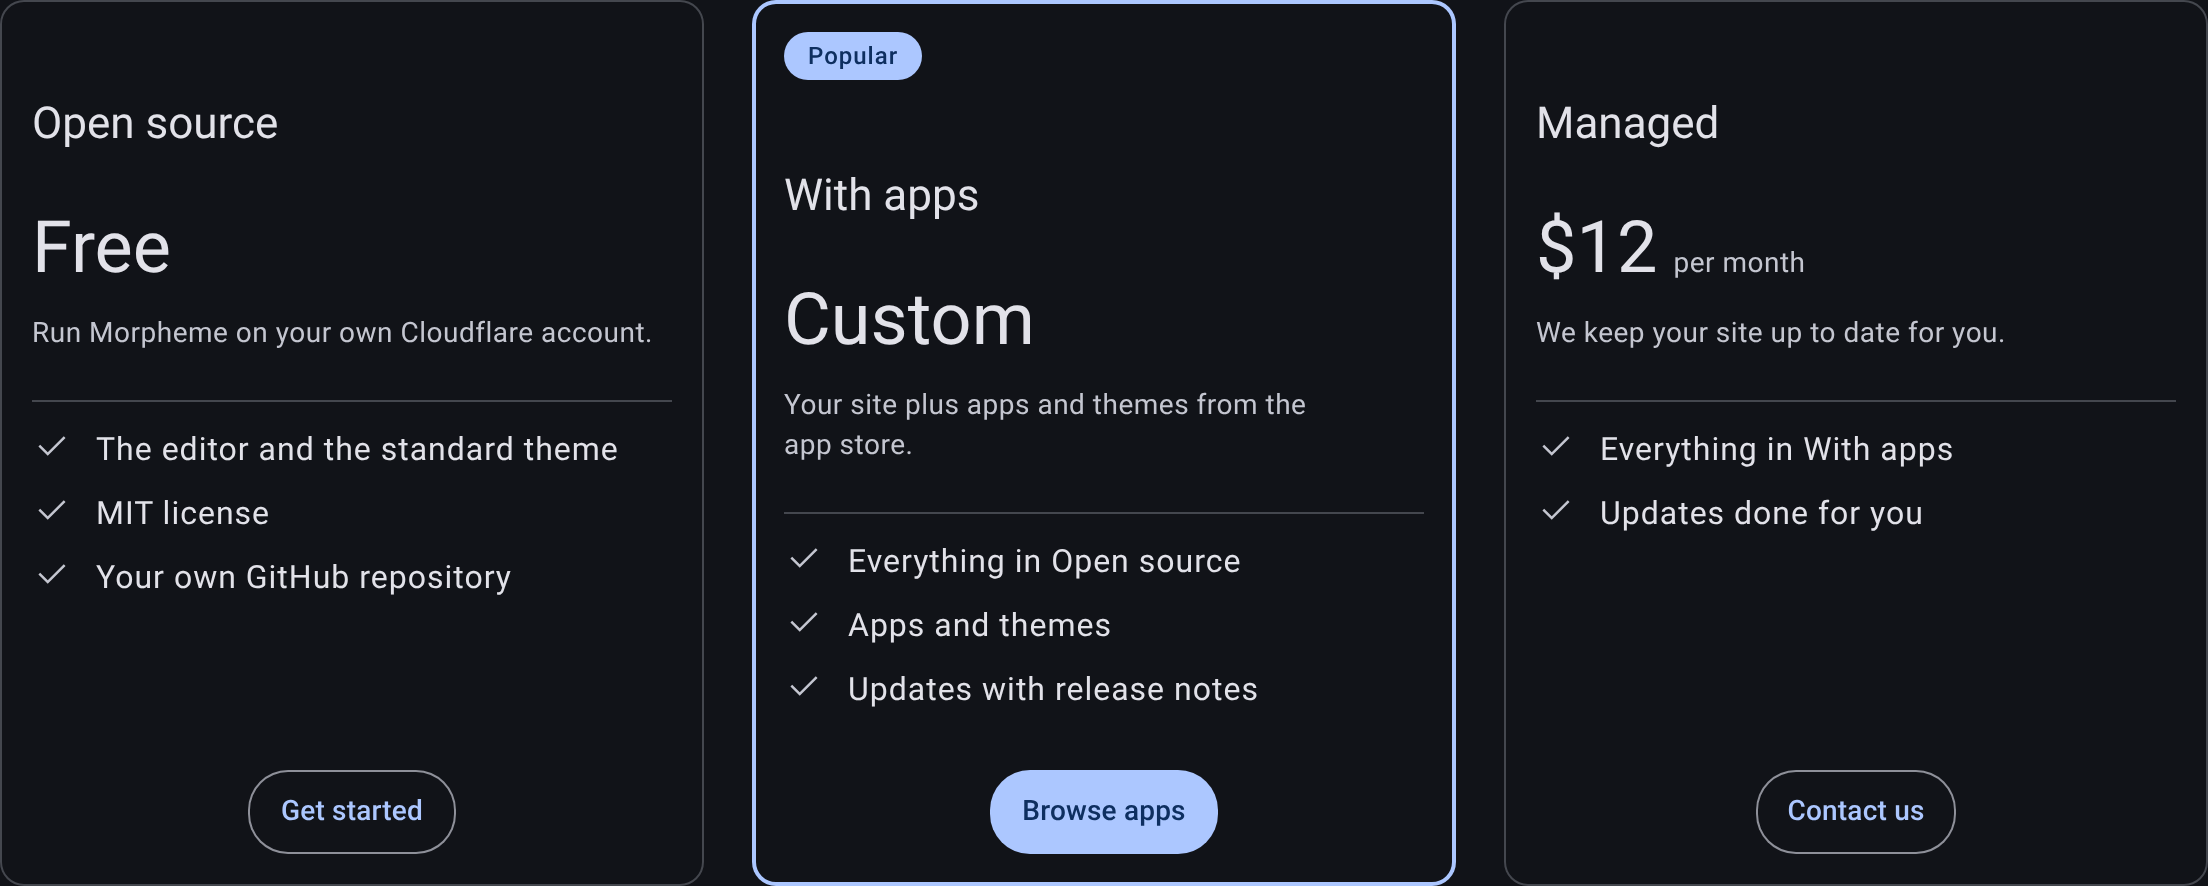 Open source
Free
Run Morpheme on your own Cloudflare account.
The editor and the standard theme
MIT license
Your own GitHub repository
Get started
Popular
With apps
Custom
Your site plus apps and themes from the
app store.
Everything in Open source
Apps and themes
Updates with release notes
Browse apps
Managed
$12 per month
We keep your site up to date for you.
Everything in With apps
Updates done for you
Contact us